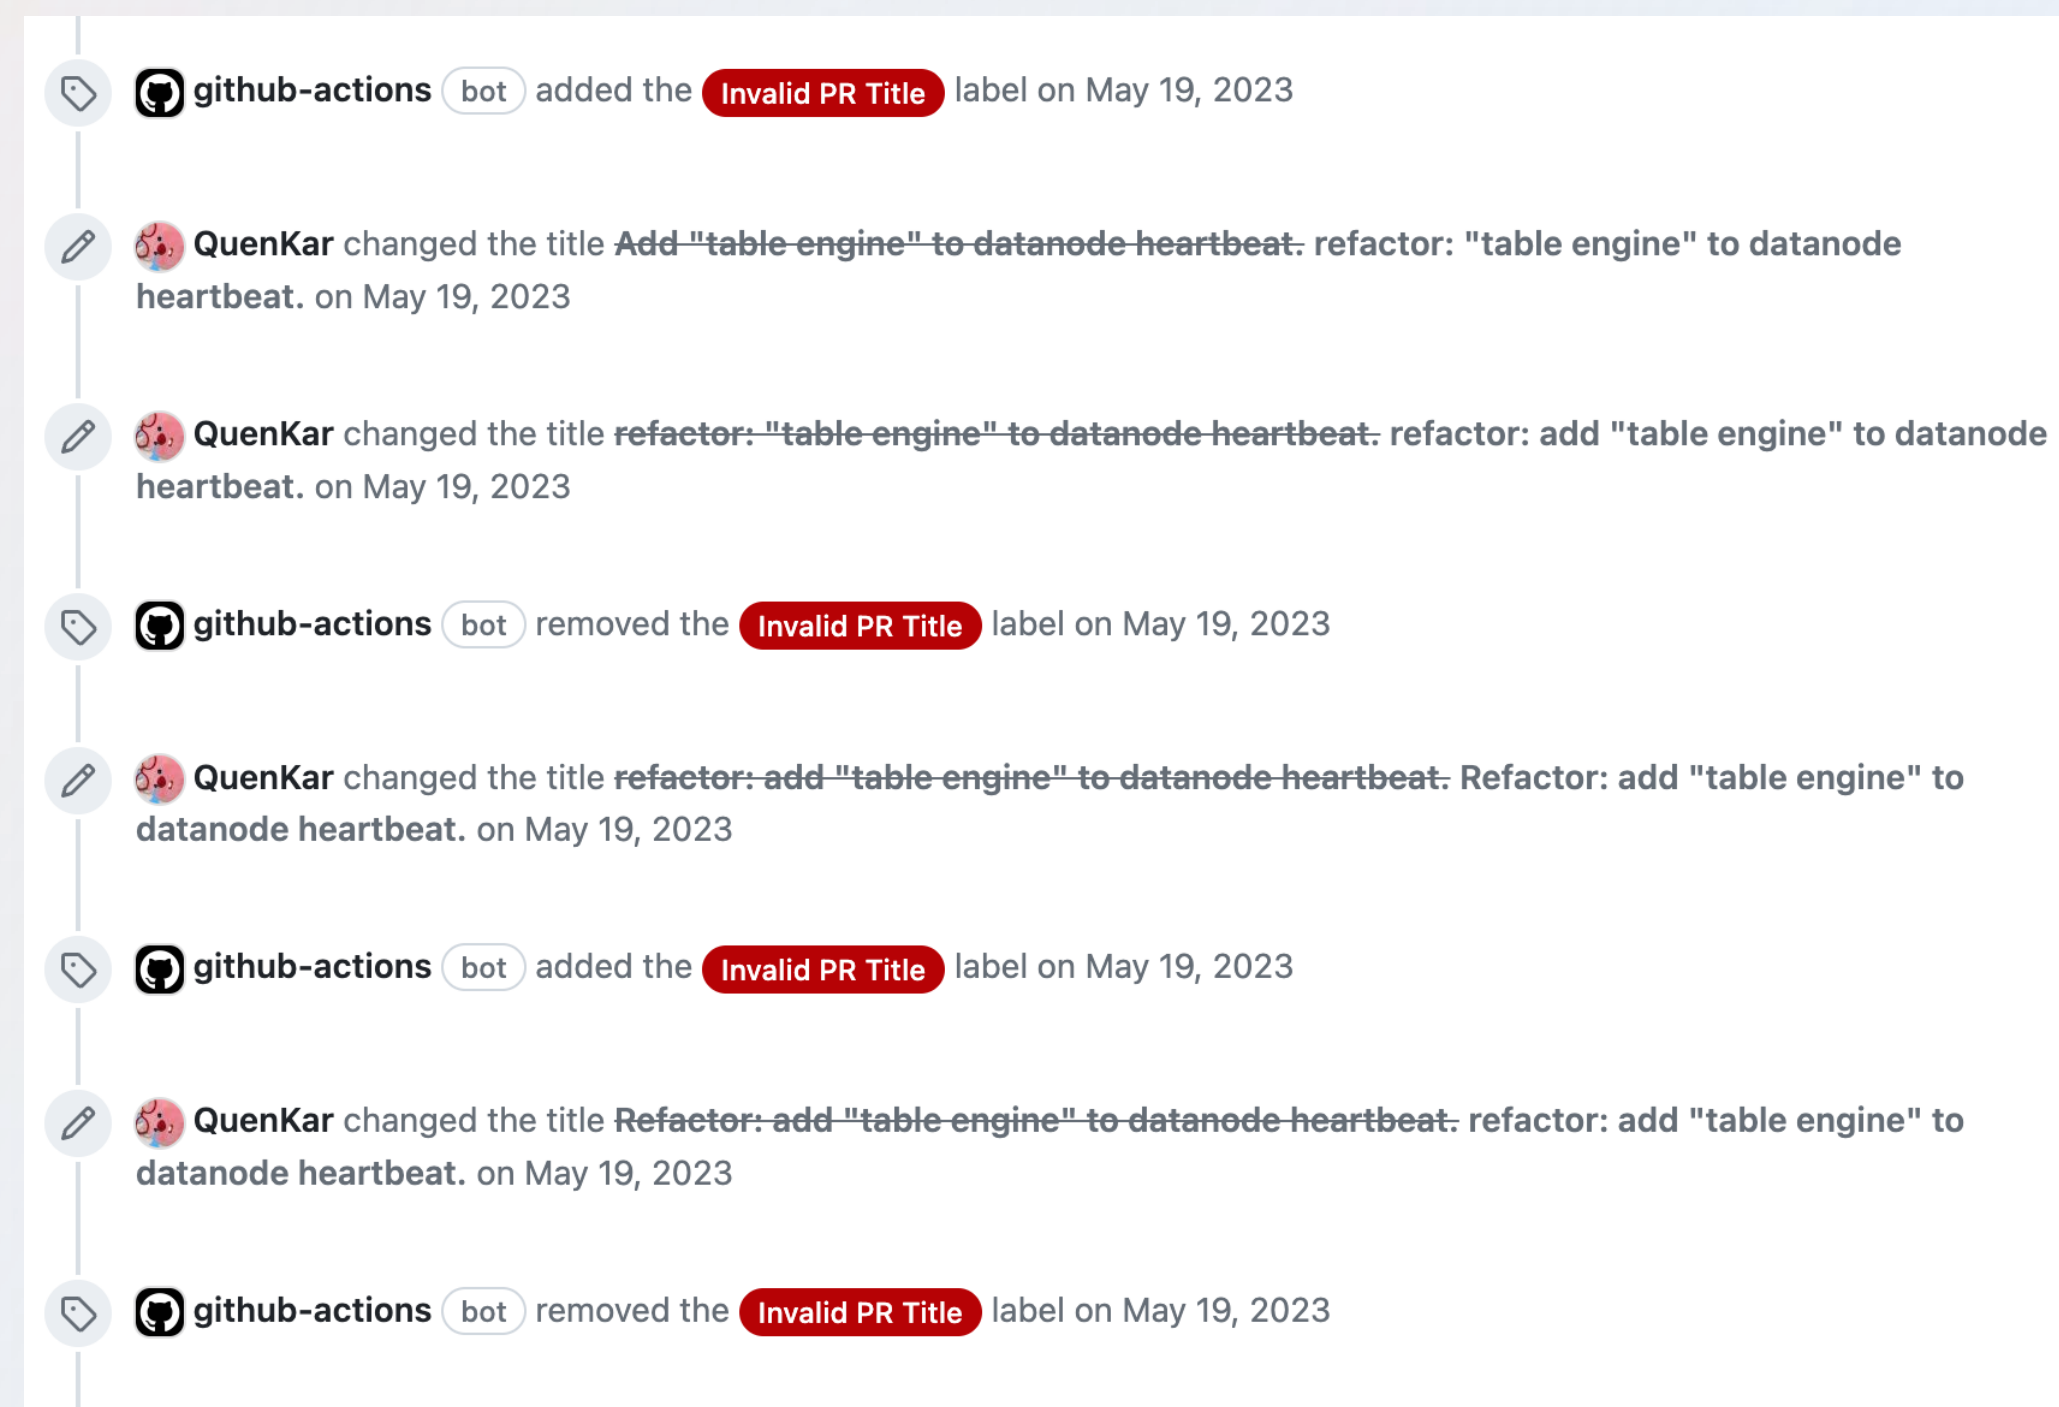 github-actions bot added the Invalid PR Title label on May 19, 2023
QuenKar changed the title Add "table engine" to datanode heartbeat. refactor: "table engine" to datanode
heartbeat. on May 19, 2023
QuenKar changed the title refactor: "table engine" to datanode heartbeat. refactor: add "table engine" to datanode
heartbeat. on May 19, 2023
github-actions bot removed the Invalid PR Title label on May 19, 2023
QuenKar changed the title refactor: add "table engine" to datanode heartbeat. Refactor: add "table engine" to
datanode heartbeat. on May 19, 2023
github-actions bot added the Invalid PR Title label on May 19, 2023
QuenKar changed the title Refactor: add "table engine" to datanode heartbeat. refactor: add "table engine" to
datanode heartbeat. on May 19, 2023
github-actions bot removed the Invalid PR Title label on May 19, 2023